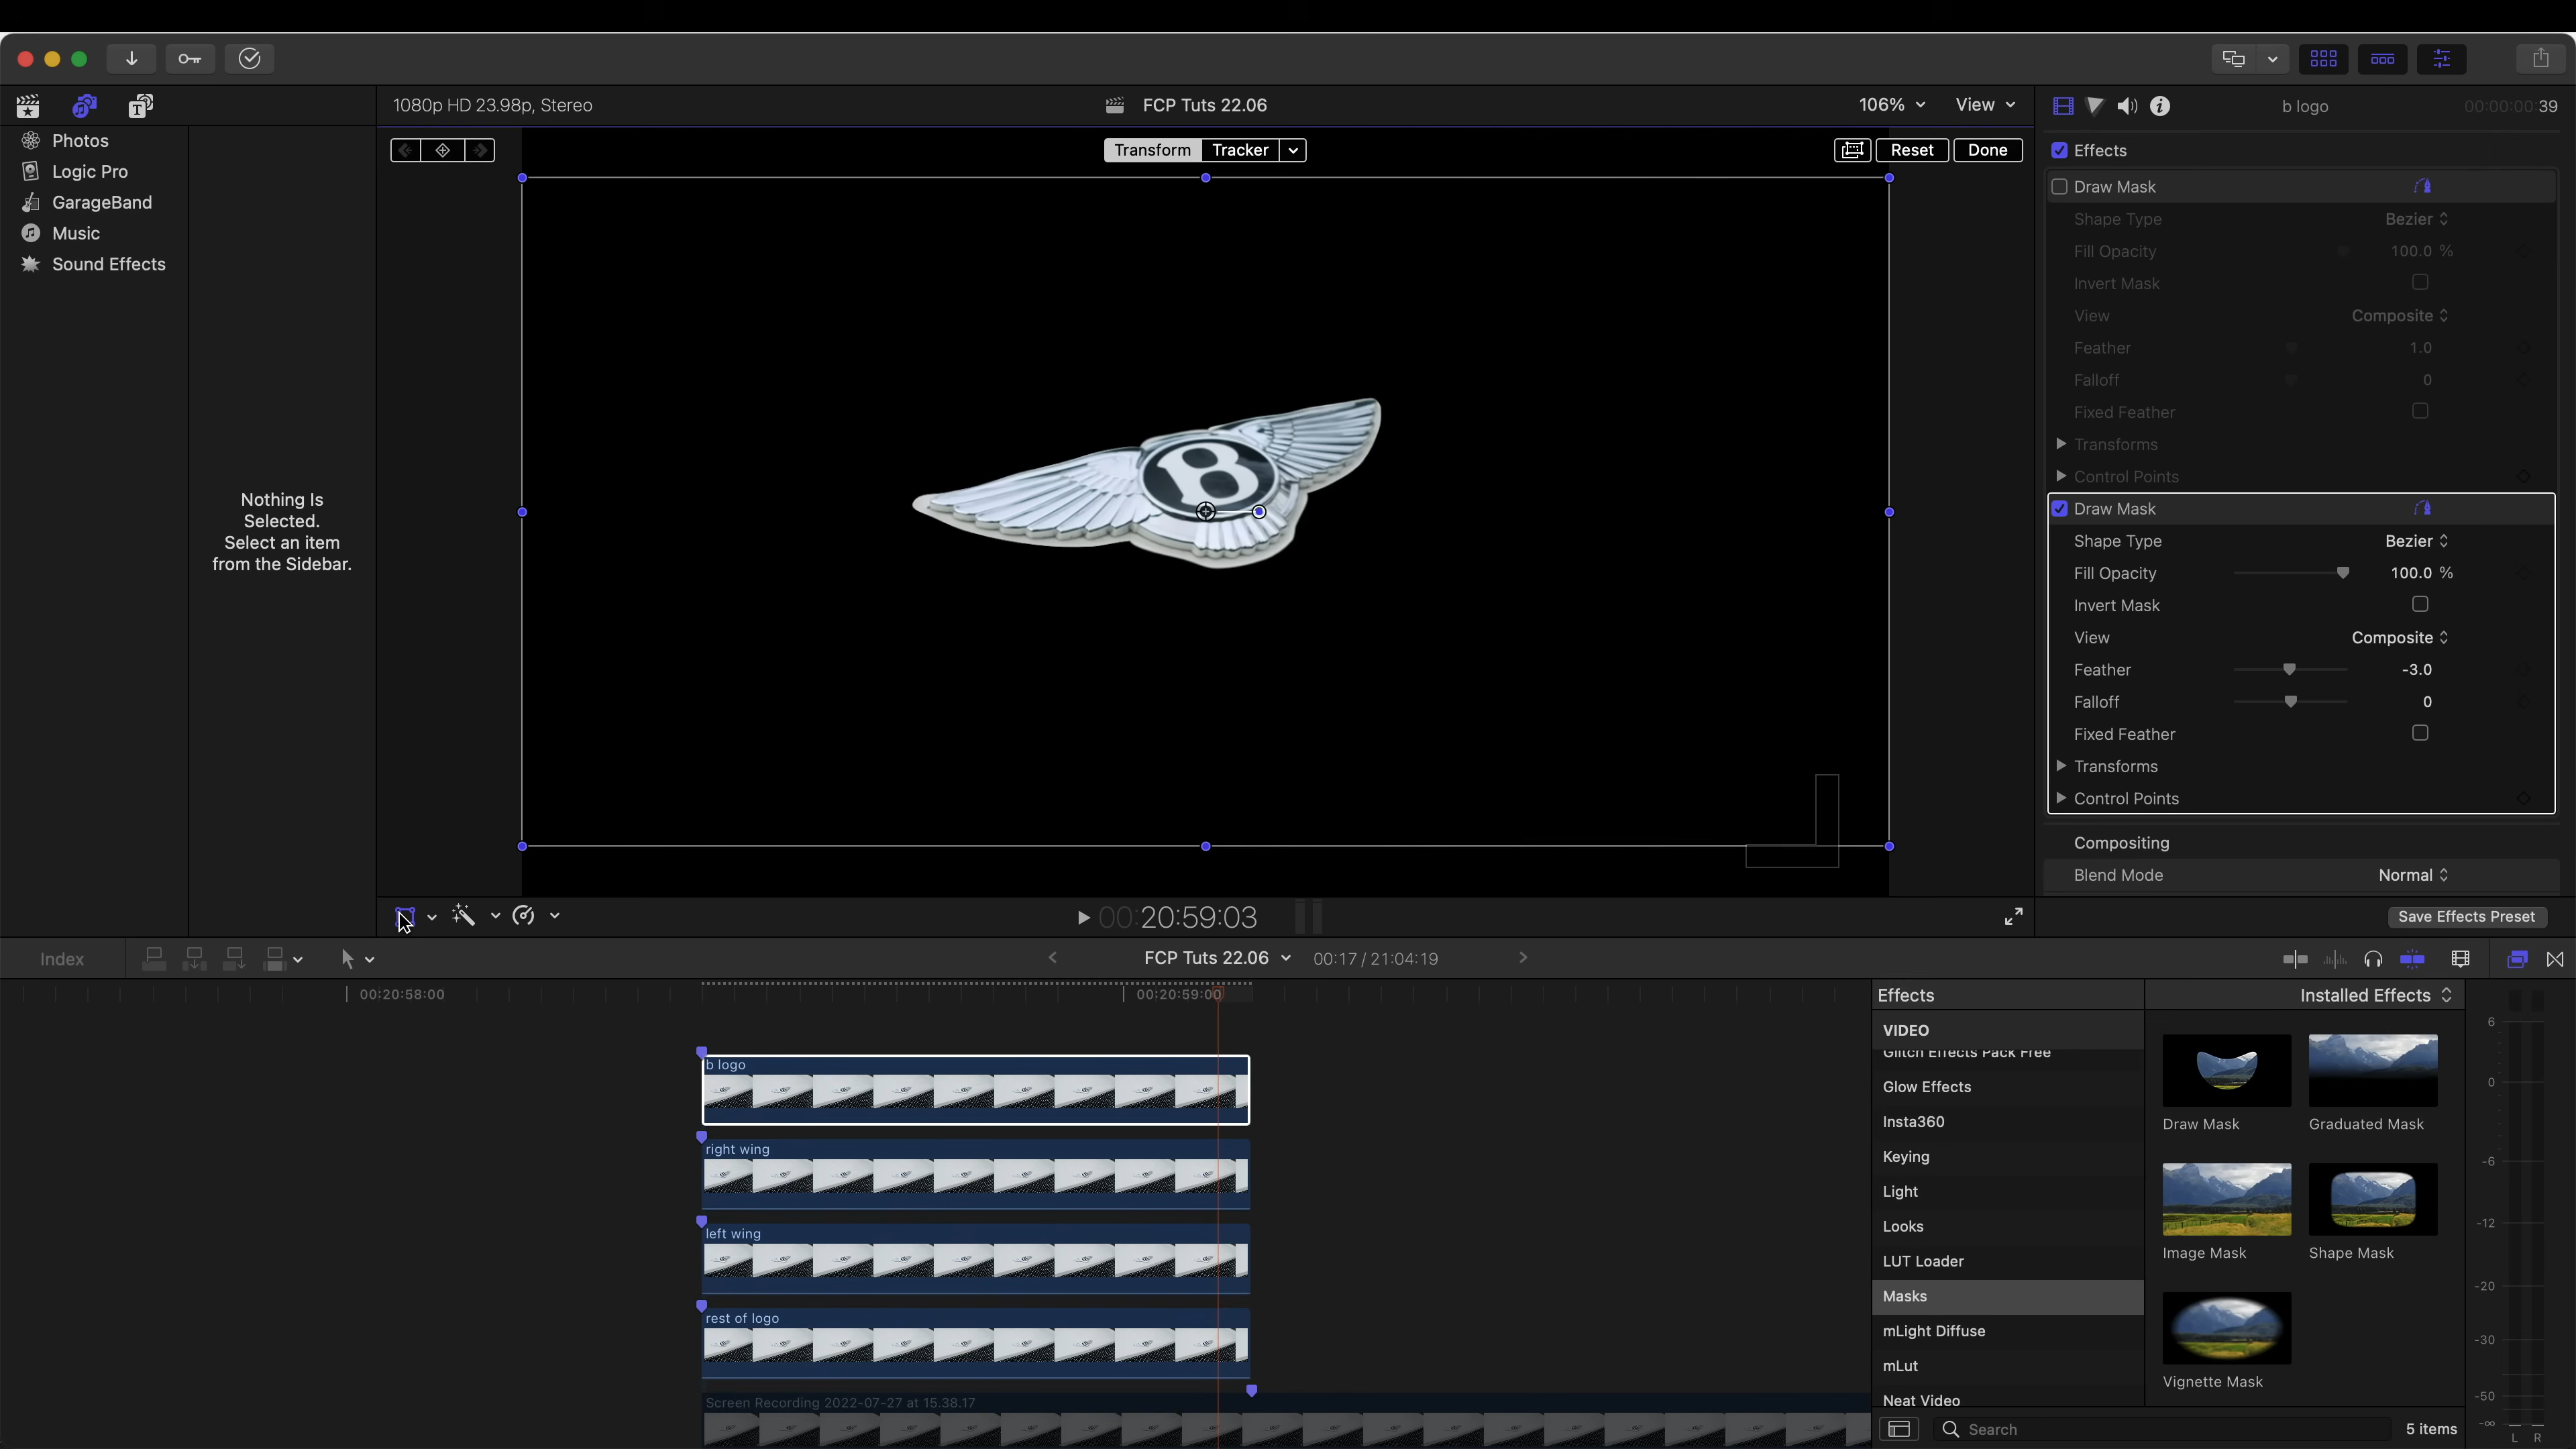 1080p HD 23.98p, Stereo
FCP Tuts 22.06
106%
View
b logo
00:00:00:39
Photos
Logic Pro
GarageBand
Music
Sound Effects
Nothing Is
Selected.
Select an item
from the Sidebar.
Transform
Tracker
Reset
Done
B
Effects
Draw Mask
Shape Type Bezier
Fill Opacity 100.0 %
Invert Mask
View Composite
Feather 1.0
Falloff 0
Fixed Feather
Transforms
Control Points
Draw Mask
Shape Type Bezier
Fill Opacity 100.0 %
Invert Mask
View Composite
Feather -3.0
Falloff 0
Fixed Feather
Transforms
Control Points
Compositing
Blend Mode Normal
Save Effects Preset
00:20:59:03
Index
FCP Tuts 22.06
00:17 / 21:04:19
00:20:58:00
00:20:59:00
b logo
right wing
left wing
rest of logo
Screen Recording 2022-07-27 at 15.38.17
Effects
Installed Effects
VIDEO
Glitch Effects Pack Free
Glow Effects
Insta360
Keying
Light
Looks
LUT Loader
Masks
mLight Diffuse
mLut
Neat Video
Draw Mask
Graduated Mask
Image Mask
Shape Mask
Vignette Mask
Search
5 items
6
0
-6
-12
-20
-30
-50
-∞
L R